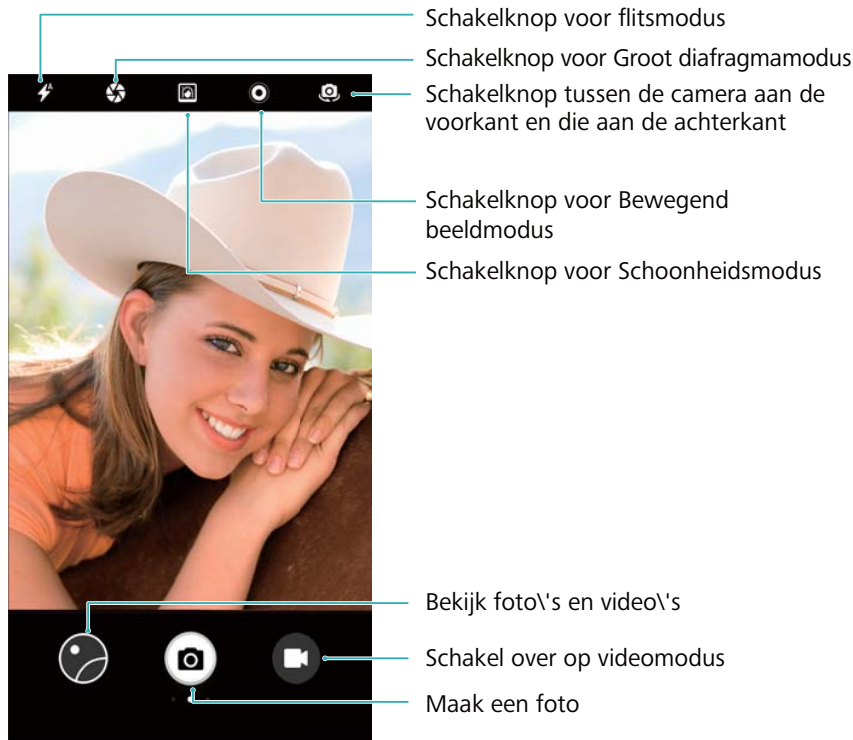 Schakelknop voor flitsmodus
Schakelknop voor Groot diafragmamodus
Schakelknop tussen de camera aan de
voorkant en die aan de achterkant
Schakelknop voor Bewegend
beeldmodus
Schakelknop voor Schoonheidsmodus
Bekijk foto\'s en video\'s
Schakel over op videomodus
Maak een foto